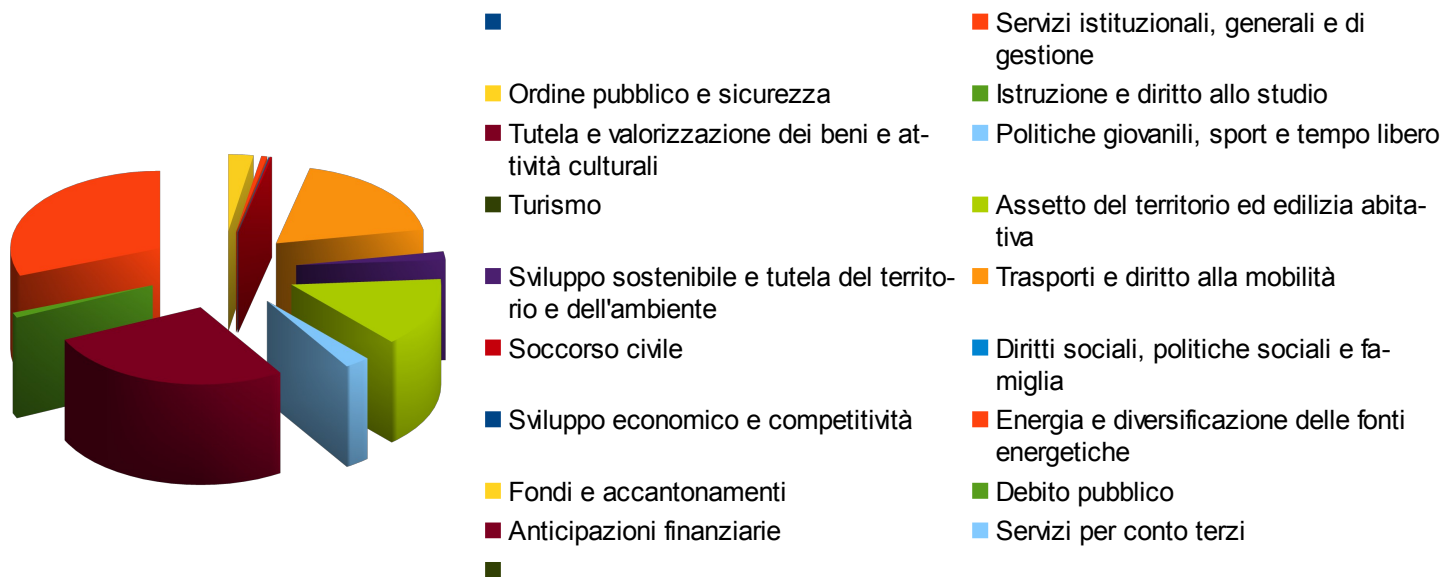 Servizi istituzionali, generali e di
gestione
Ordine pubblico e sicurezza
Istruzione e diritto allo studio
Tutela e valorizzazione dei beni e at-
tività culturali
Politiche giovanili, sport e tempo libero
Turismo
Assetto del territorio ed edilizia abita-
tiva
Sviluppo sostenibile e tutela del territo-
rio e dell'ambiente
Trasporti e diritto alla mobilità
Soccorso civile
Diritti sociali, politiche sociali e fa-
miglia
Sviluppo economico e competitività
Energia e diversificazione delle fonti
energetiche
Fondi e accantonamenti
Debito pubblico
Anticipazioni finanziarie
Servizi per conto terzi